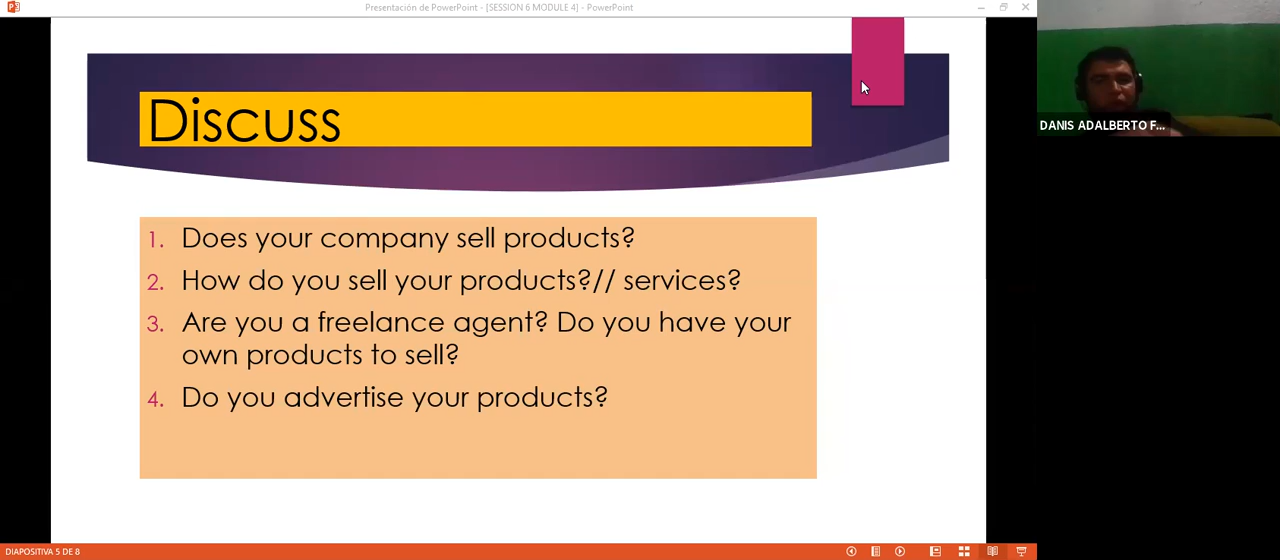 Presentación de PowerPoint - [SESSION 6 MODULE 4] - PowerPoint
DANIS ADALBERTO F...
Discuss
1. Does your company sell products?
2. How do you sell your products?// services?
3. Are you a freelance agent? Do you have your
own products to sell?
4. Do you advertise your products?
DIAPOSITIVA 5 DE 8